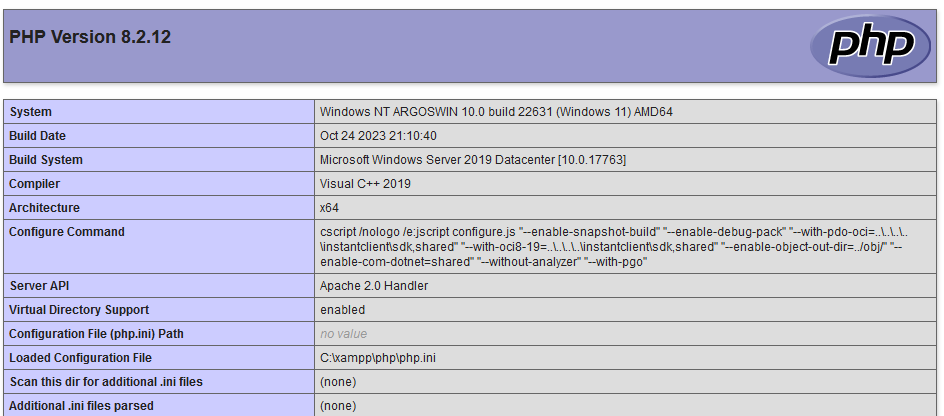 PHP Version 8.2.12
php
System Windows NT ARGOSWIN 10.0 build 22631 (Windows 11) AMD64
Build Date Oct 24 2023 21:10:40
Build System Microsoft Windows Server 2019 Datacenter [10.0.17763]
Compiler Visual C++ 2019
Architecture x64
Configure Command cscript /nologo /e:jscript configure.js "--enable-snapshot-build" "--enable-debug-pack" "--with-pdo-oci=..\..\..\..
\instantclient\sdk,shared" "--with-oci8-19=..\..\..\..\instantclient\sdk,shared" "--enable-object-out-dir=../obj/" "--
enable-com-dotnet=shared" "--without-analyzer" "--with-pgo"
Server API Apache 2.0 Handler
Virtual Directory Support enabled
Configuration File (php.ini) Path no value
Loaded Configuration File C:\xampp\php\php.ini
Scan this dir for additional .ini files (none)
Additional .ini files parsed (none)